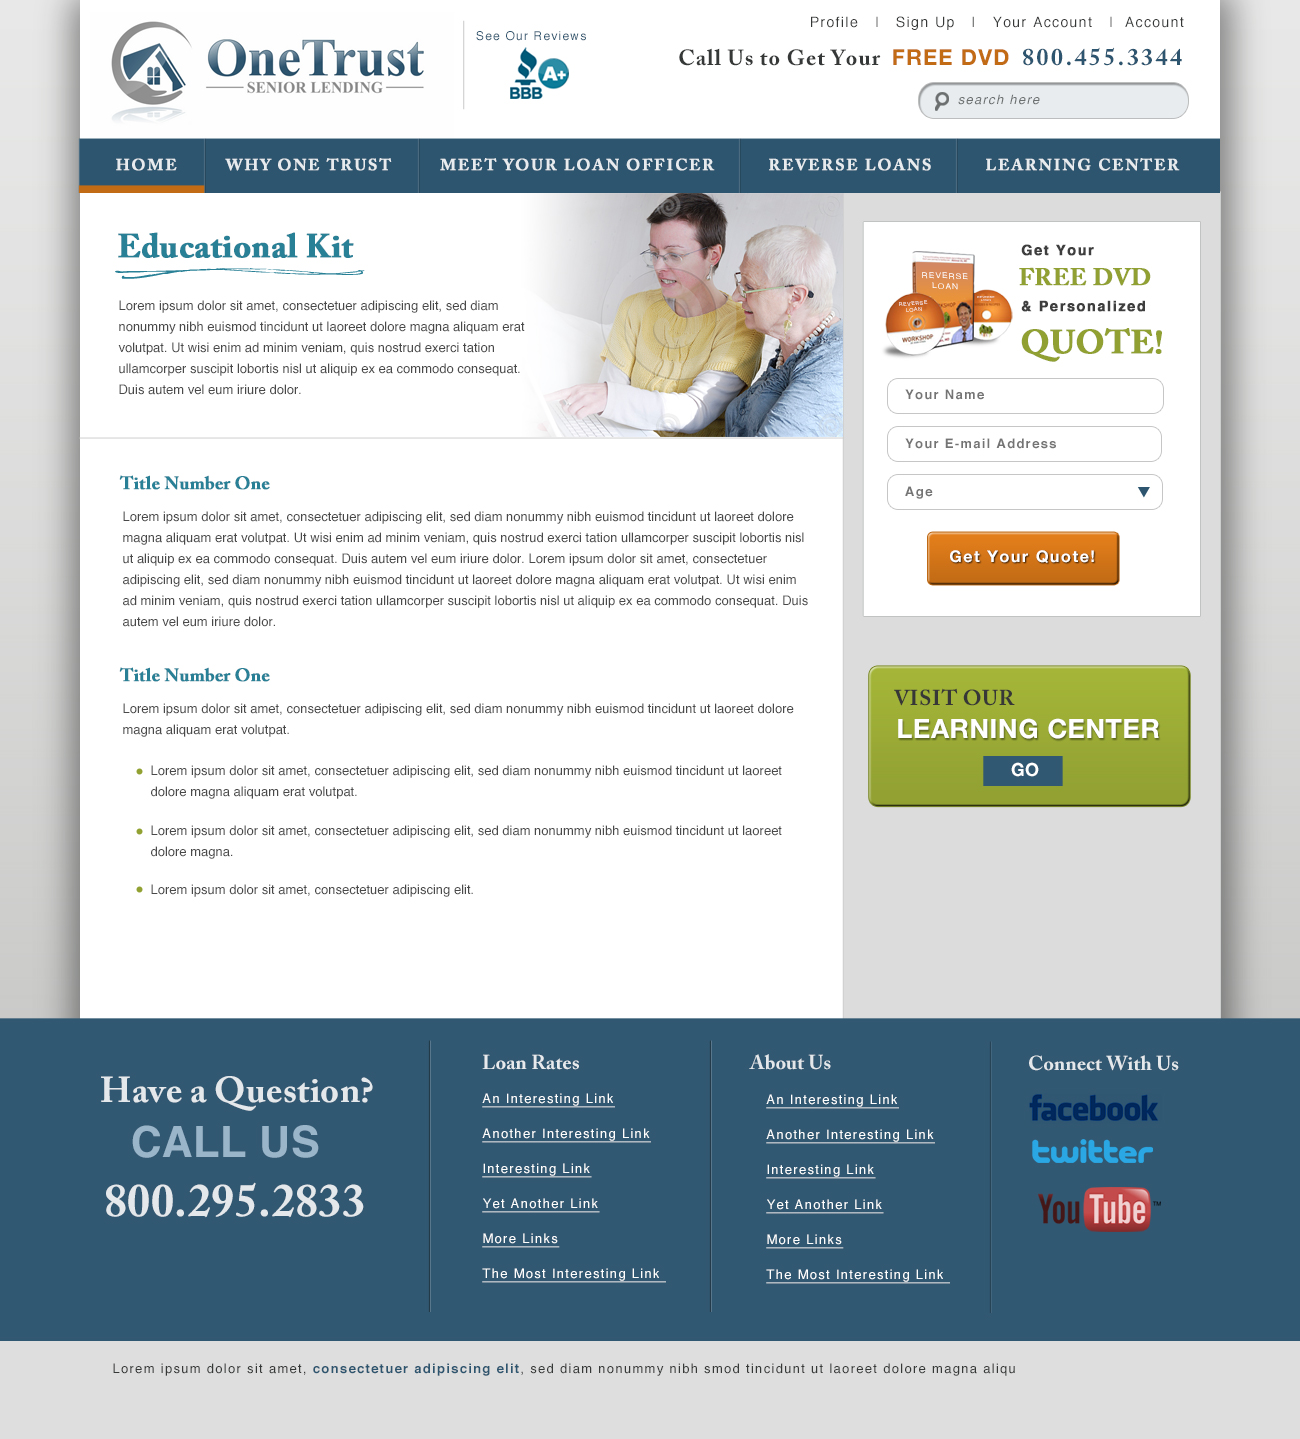 Profile | Sign Up | Your Account | Account
OneTrust
SENIOR LENDING
See Our Reviews
A+
BBB
Call Us to Get Your FREE DVD 800.455.3344
search here
HOME WHY ONE TRUST MEET YOUR LOAN OFFICER REVERSE LOANS LEARNING CENTER
Educational Kit
Lorem ipsum dolor sit amet, consectetuer adipiscing elit, sed diam
nonummy nibh euismod tincidunt ut laoreet dolore magna aliquam erat
volutpat. Ut wisi enim ad minim veniam, quis nostrud exerci tation
ullamcorper suscipit lobortis nisl ut aliquip ex ea commodo consequat.
Duis autem vel eum iriure dolor.
Title Number One
Lorem ipsum dolor sit amet, consectetuer adipiscing elit, sed diam nonummy nibh euismod tincidunt ut laoreet dolore
magna aliquam erat volutpat. Ut wisi enim ad minim veniam, quis nostrud exerci tation ullamcorper suscipit lobortis nisl
ut aliquip ex ea commodo consequat. Duis autem vel eum iriure dolor. Lorem ipsum dolor sit amet, consectetuer
adipiscing elit, sed diam nonummy nibh euismod tincidunt ut laoreet dolore magna aliquam erat volutpat. Ut wisi enim
ad minim veniam, quis nostrud exerci tation ullamcorper suscipit lobortis nisl ut aliquip ex ea commodo consequat. Duis
autem vel eum iriure dolor.
Title Number One
Lorem ipsum dolor sit amet, consectetuer adipiscing elit, sed diam nonummy nibh euismod tincidunt ut laoreet dolore
magna aliquam erat volutpat.
• Lorem ipsum dolor sit amet, consectetuer adipiscing elit, sed diam nonummy nibh euismod tincidunt ut laoreet
dolore magna aliquam erat volutpat.
• Lorem ipsum dolor sit amet, consectetuer adipiscing elit, sed diam nonummy nibh euismod tincidunt ut laoreet
dolore magna.
• Lorem ipsum dolor sit amet, consectetuer adipiscing elit.
REVERSE
LOAN
REVERSE
LOAN
WORKSHOP
Get Your
FREE DVD
& Personalized
QUOTE!
Your Name
Your E-mail Address
Age
Get Your Quote!
VISIT OUR
LEARNING CENTER
GO
Have a Question?
CALL US
800.295.2833
Loan Rates
An Interesting Link
Another Interesting Link
Interesting Link
Yet Another Link
More Links
The Most Interesting Link
About Us
An Interesting Link
Another Interesting Link
Interesting Link
Yet Another Link
More Links
The Most Interesting Link
Connect With Us
facebook
twitter
YouTube™
Lorem ipsum dolor sit amet, consectetuer adipiscing elit, sed diam nonummy nibh smod tincidunt ut laoreet dolore magna aliqu